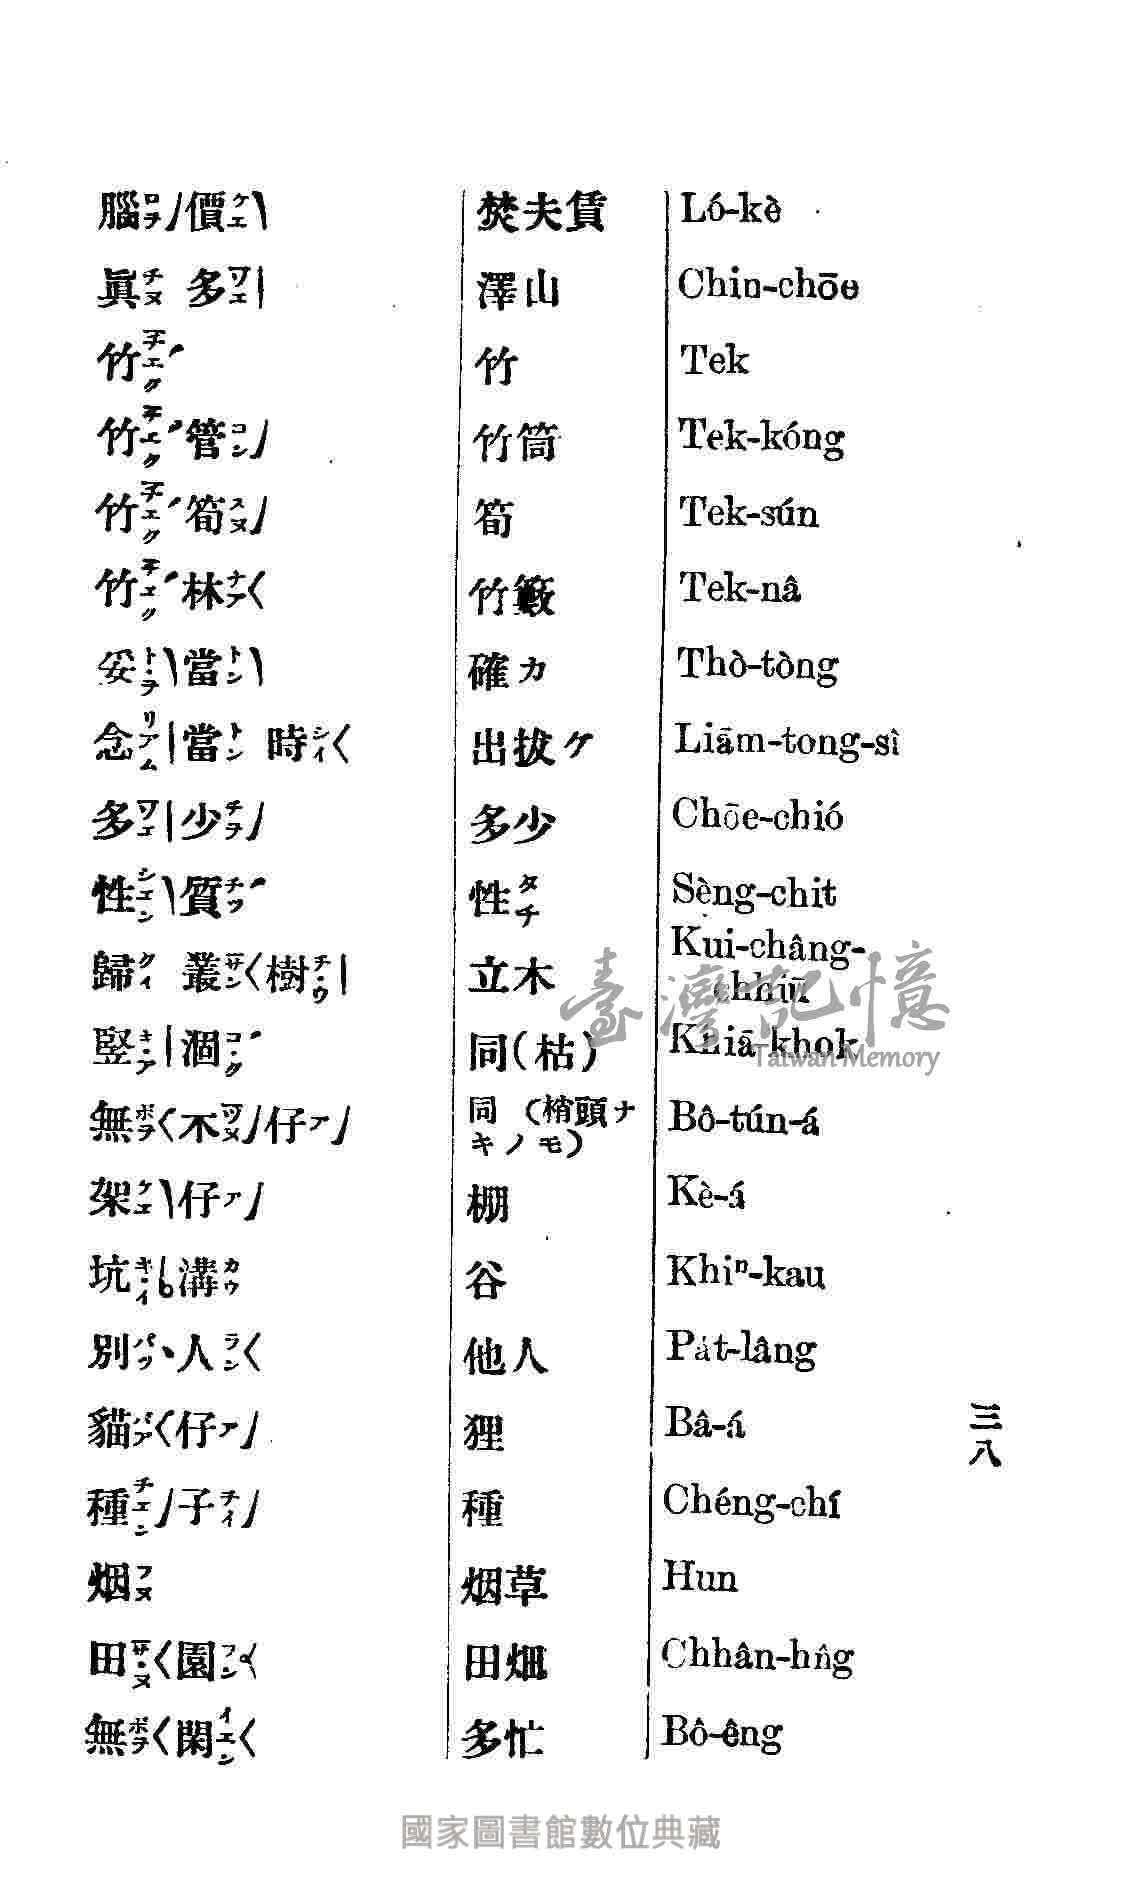 腦ロヲ 價ケエ 焚夫賃 Ló-kè
眞チヌ 多ツエ 澤山 Chin-chōe
竹チエク 竹 Tek
竹チエク 管コン 竹筒 Tek-kóng
竹チエク 筍スヌ 筍 Tek-sún
竹チエク 林ナア 竹籔 Tek-nâ
妥ト・ヲ 當トン 確カ Thò-tòng
念リアム 當トン 時シイ 出拔ケ Liām-tong-sî
多ツエ 少チヲ 多少 Chōe-chió
性シエン 質チツ 性タチ Sèng-chit
歸クイ 叢サン 樹チ・ウ 立木 Kui-châng-chhiū
竪キ・ア 涸コ・ク 同(枯) Khiā-khok
無ボヲ 不ツヌ 仔ア 同(梢頭ナキノモ) Bô-tún-á
架ケエ 仔ア 棚 Kè-á
坑キ・イ 溝カウ 谷 Khiⁿ-kau
別パツ 人ラン 他人 Pa̍t-lâng
貓バア 仔ア 狸 Bâ-á
種チエン 子チイ 種 Chéng-chí
烟フヌ 烟草 Hun
田サ・ヌ 園フン 田畑 Chhân-hn̂g
無ボヲ 閑イエン 多忙 Bô-êng
三八
臺灣記憶
Taiwan Memory
國家圖書館數位典藏